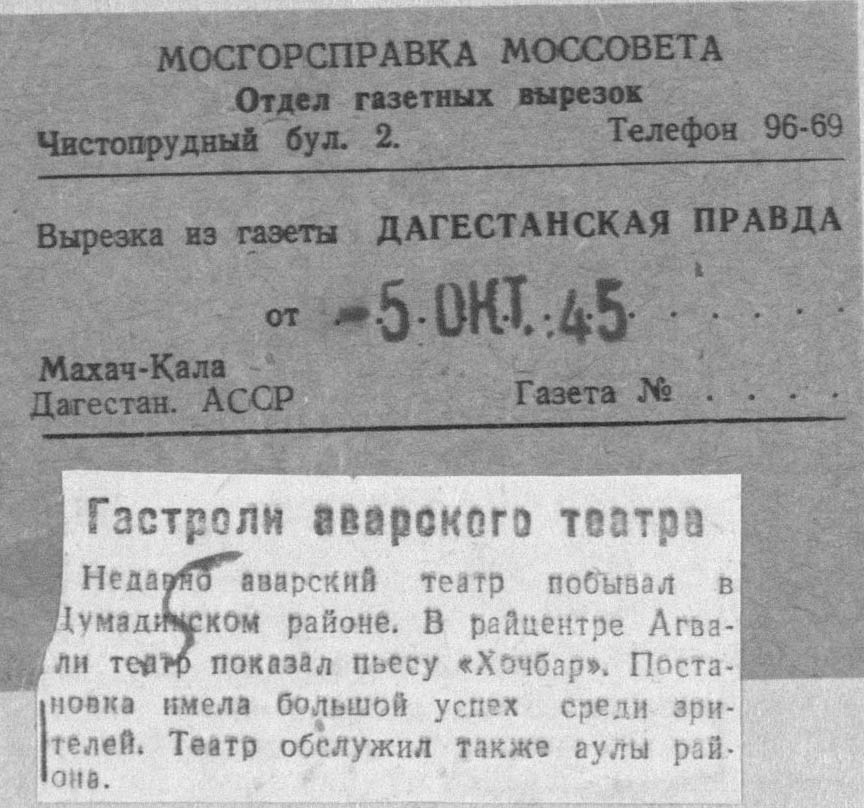 МОСГОРСПРАВКА МОССОВЕТА
Отдел газетных вырезок
Чистопрудный бул. 2. Телефон 96-69
Вырезка из газеты ДАГЕСТАНСКАЯ ПРАВДА
от . -5. ОКТ. 45 . . . . . .
Махач-Кала
Дагестан. АССР Газета № . . . .
Гастроли аварского театра
Недавно аварский театр побывал в
Цумадинском районе. В райцентре Агва-
ли театр показал пьесу «Хочбар». Поста-
новка имела большой успех среди зри-
телей. Театр обслужил также аулы рай-
она.